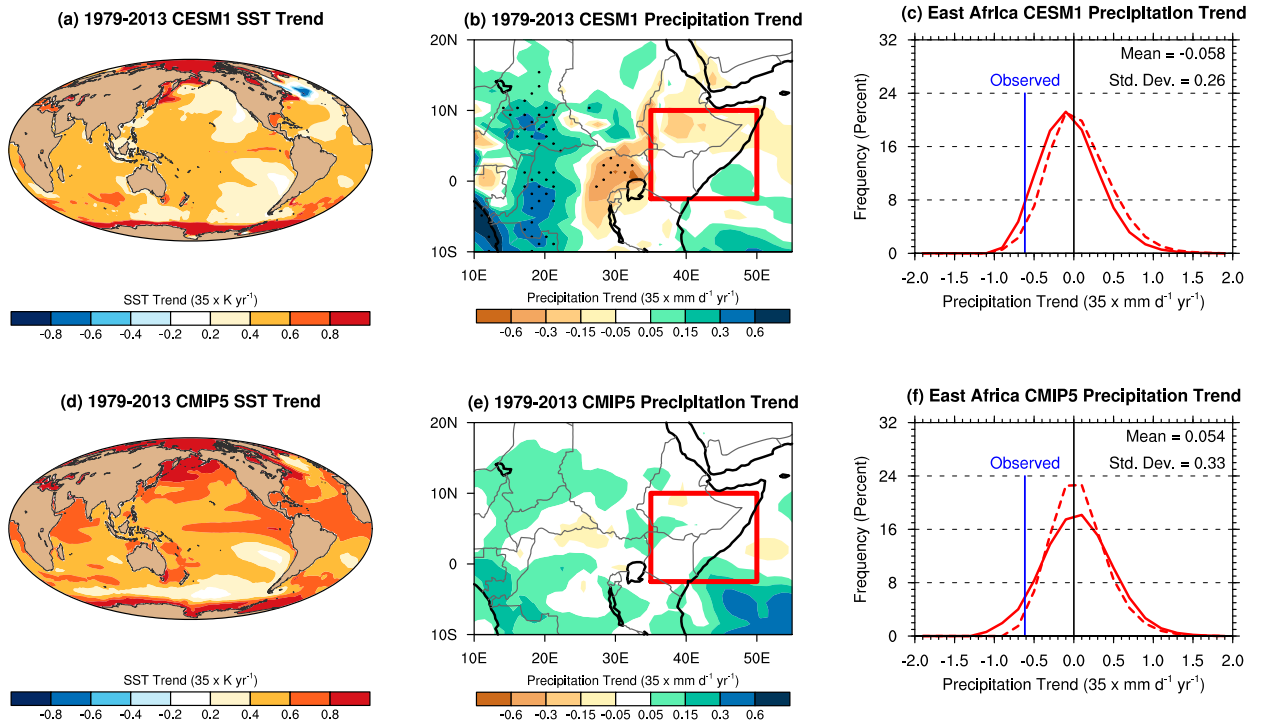 (a) 1979-2013 CESM1 SST Trend
SST Trend (35 x K yr⁻¹)
-0.8 -0.6 -0.4 -0.2 0.2 0.4 0.6 0.8
(b) 1979-2013 CESM1 Precipitation Trend
20N
10N
0
10S
10E 20E 30E 40E 50E
Precipitation Trend (35 x mm d⁻¹ yr⁻¹)
-0.6 -0.3 -0.15 -0.05 0.05 0.15 0.3 0.6
(c) East Africa CESM1 Precipitation Trend
Mean = -0.058
Std. Dev. = 0.26
Observed
Frequency (Percent)
32
24
16
8
0
-2.0 -1.5 -1.0 -0.5 0.0 0.5 1.0 1.5 2.0
Precipitation Trend (35 x mm d⁻¹ yr⁻¹)
(d) 1979-2013 CMIP5 SST Trend
SST Trend (35 x K yr⁻¹)
-0.8 -0.6 -0.4 -0.2 0.2 0.4 0.6 0.8
(e) 1979-2013 CMIP5 Precipitation Trend
20N
10N
0
10S
10E 20E 30E 40E 50E
Precipitation Trend (35 x mm d⁻¹ yr⁻¹)
-0.6 -0.3 -0.15 -0.05 0.05 0.15 0.3 0.6
(f) East Africa CMIP5 Precipitation Trend
Mean = 0.054
Std. Dev. = 0.33
Observed
Frequency (Percent)
32
24
16
8
0
-2.0 -1.5 -1.0 -0.5 0.0 0.5 1.0 1.5 2.0
Precipitation Trend (35 x mm d⁻¹ yr⁻¹)